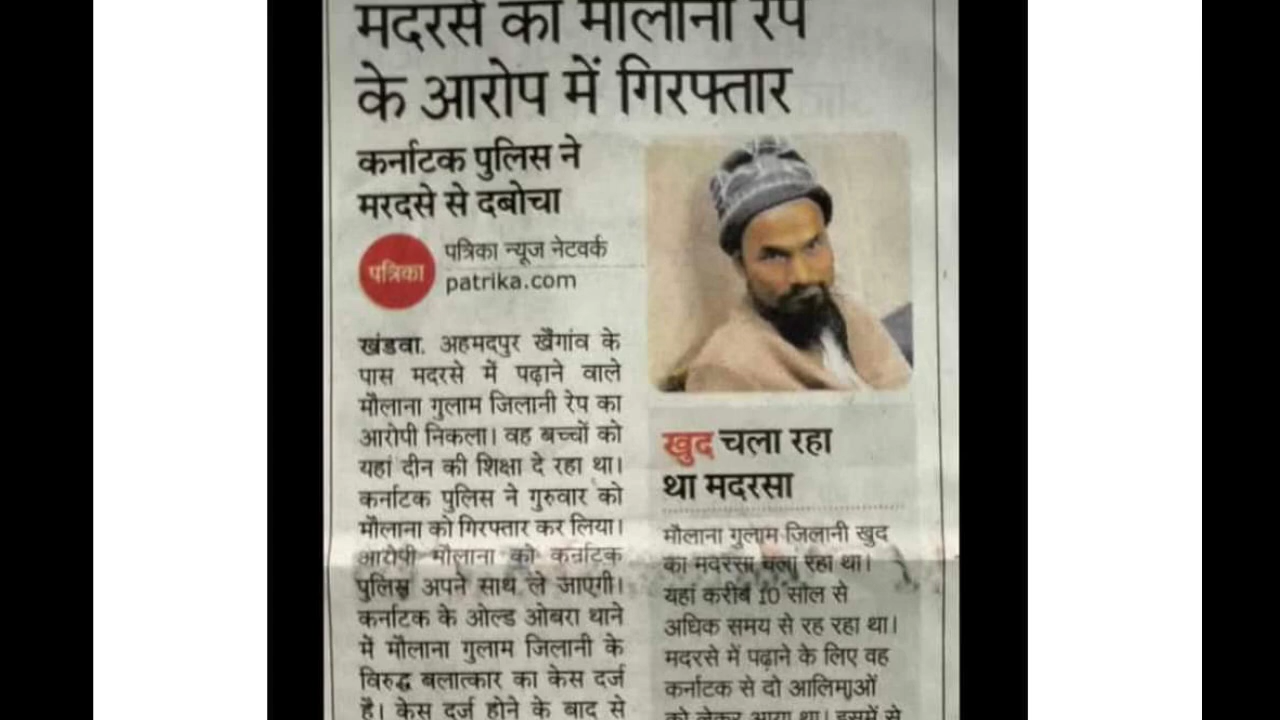 मदरसे का मौलाना रेप
के आरोप में गिरफ्तार
कर्नाटक पुलिस ने
मरदसे से दबोचा
पत्रिका
पत्रिका न्यूज नेटवर्क
patrika.com
खंडवा. अहमदपुर खैगांव के
पास मदरसे में पढ़ाने वाले
मौलाना गुलाम जिलानी रेप का
आरोपी निकला। वह बच्चों को
यहां दीन की शिक्षा दे रहा था।
कर्नाटक पुलिस ने गुरुवार को
मौलाना को गिरफ्तार कर लिया।
आरोपी मौलाना को कर्नाटक
पुलिस अपने साथ ले जाएगी।
कर्नाटक के ओल्ड ओबरा थाने
में मौलाना गुलाम जिलानी के
विरुद्ध बलात्कार का केस दर्ज
है। केस दर्ज होने के बाद से
खुद चला रहा
था मदरसा
मौलाना गुलाम जिलानी खुद
का मदरसा चला रहा था।
यहां करीब 10 साल से
अधिक समय से रह रहा था।
मदरसे में पढ़ाने के लिए वह
कर्नाटक से दो आलिमाओं
को लेकर आया था। इसमें से